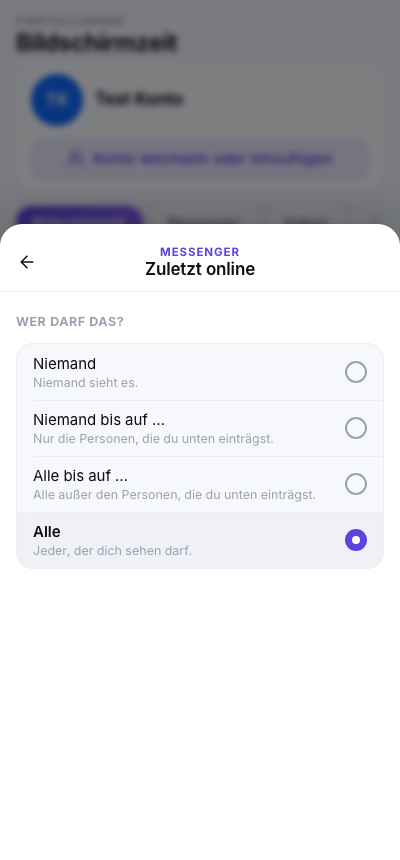 Bildschirmzeit
TK
Test Konto
Konto wechseln oder hinzufügen
MESSENGER
Zuletzt online
WER DARF DAS?
Niemand
Niemand sieht es.
Niemand bis auf ...
Nur die Personen, die du unten einträgst.
Alle bis auf ...
Alle außer den Personen, die du unten einträgst.
Alle
Jeder, der dich sehen darf.